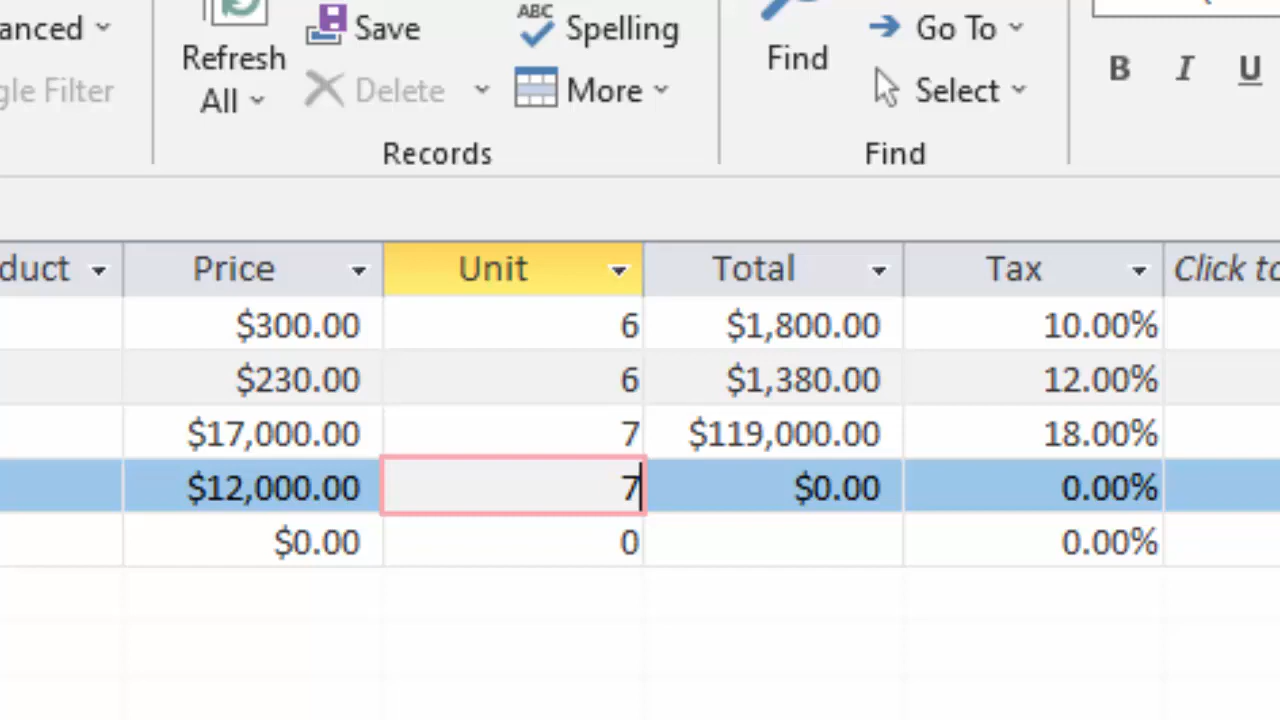 anced Save ABC Spelling Go To
Refresh Find B I U
gle Filter All Delete More Select
Records Find
duct Price Unit Total Tax Click to
$300.00 6 $1,800.00 10.00%
$230.00 6 $1,380.00 12.00%
$17,000.00 7 $119,000.00 18.00%
$12,000.00 7 $0.00 0.00%
$0.00 0 0.00%